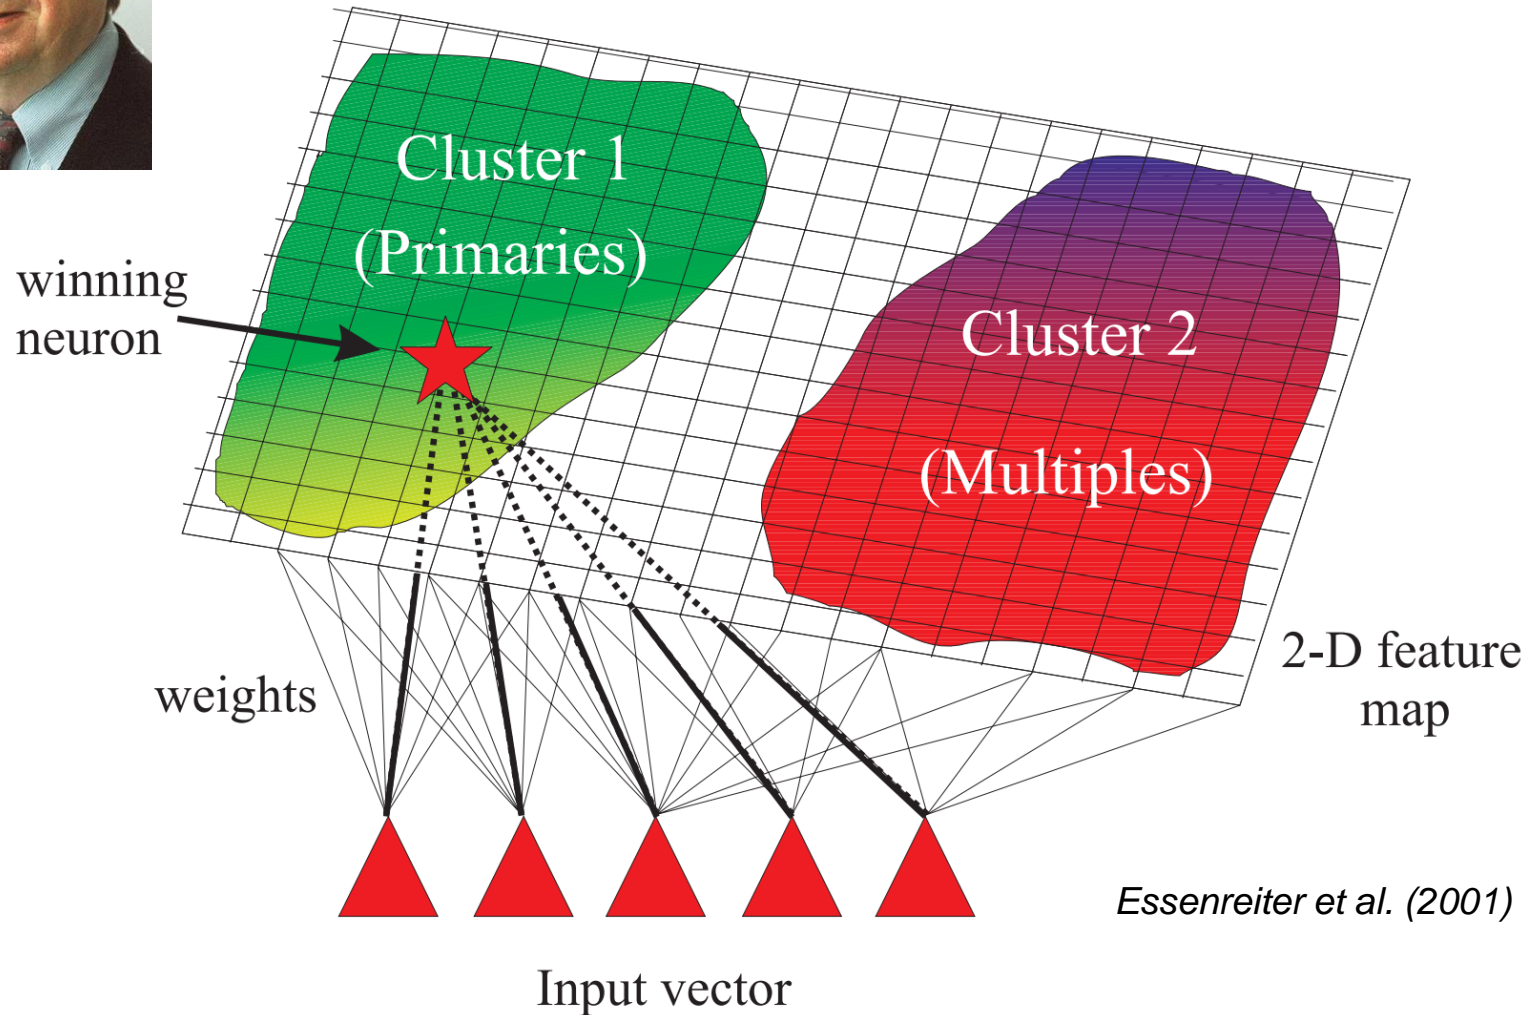 Cluster 1
(Primaries)
winning
neuron
Cluster 2
(Multiples)
weights
2-D feature
map
Essenreiter et al. (2001)
Input vector